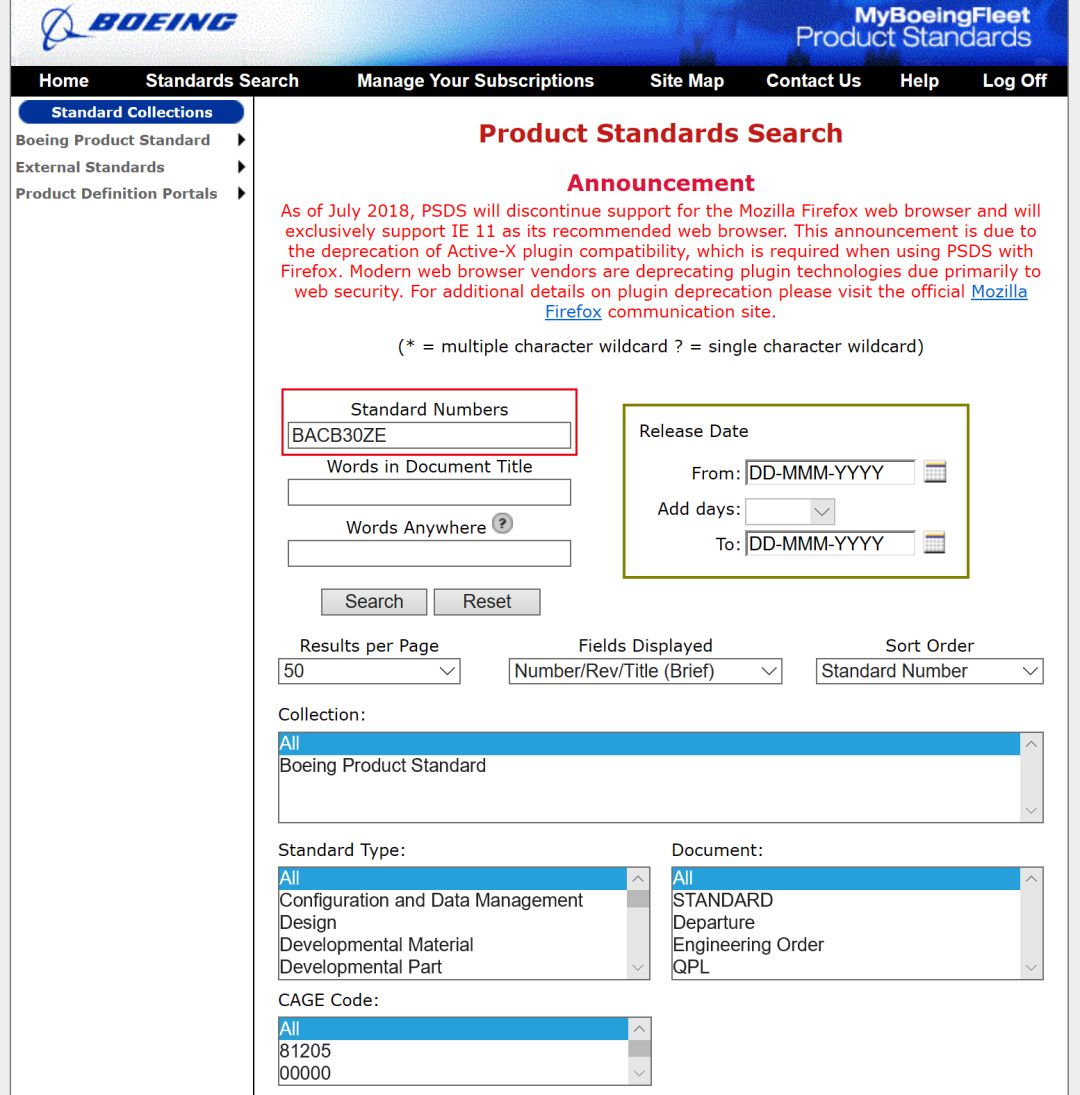 BOEING
MyBoeingFleet
Product Standards
Home Standards Search Manage Your Subscriptions Site Map Contact Us Help Log Off
Standard Collections
Boeing Product Standard
External Standards
Product Definition Portals
Product Standards Search
Announcement
As of July 2018, PSDS will discontinue support for the Mozilla Firefox web browser and will
exclusively support IE 11 as its recommended web browser. This announcement is due to
the deprecation of Active-X plugin compatibility, which is required when using PSDS with
Firefox. Modern web browser vendors are deprecating plugin technologies due primarily to
web security. For additional details on plugin deprecation please visit the official Mozilla
Firefox communication site.
(* = multiple character wildcard ? = single character wildcard)
Standard Numbers
BACB30ZE
Words in Document Title
Words Anywhere ?
Release Date
From: DD-MMM-YYYY
Add days:
To: DD-MMM-YYYY
Search Reset
Results per Page Fields Displayed Sort Order
50 Number/Rev/Title (Brief) Standard Number
Collection:
All
Boeing Product Standard
Standard Type:
All
Configuration and Data Management
Design
Developmental Material
Developmental Part
Document:
All
STANDARD
Departure
Engineering Order
QPL
CAGE Code:
All
81205
00000